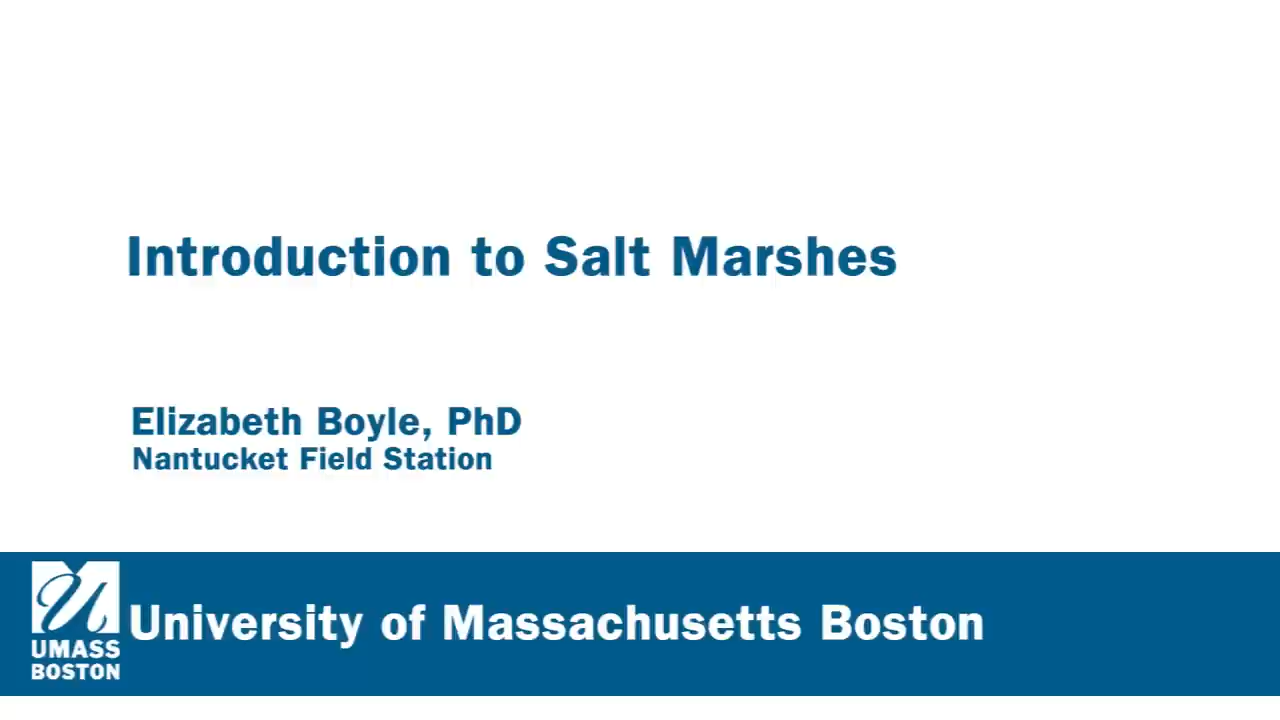 Introduction to Salt Marshes
Elizabeth Boyle, PhD
Nantucket Field Station
University of Massachusetts Boston
UMASS
BOSTON